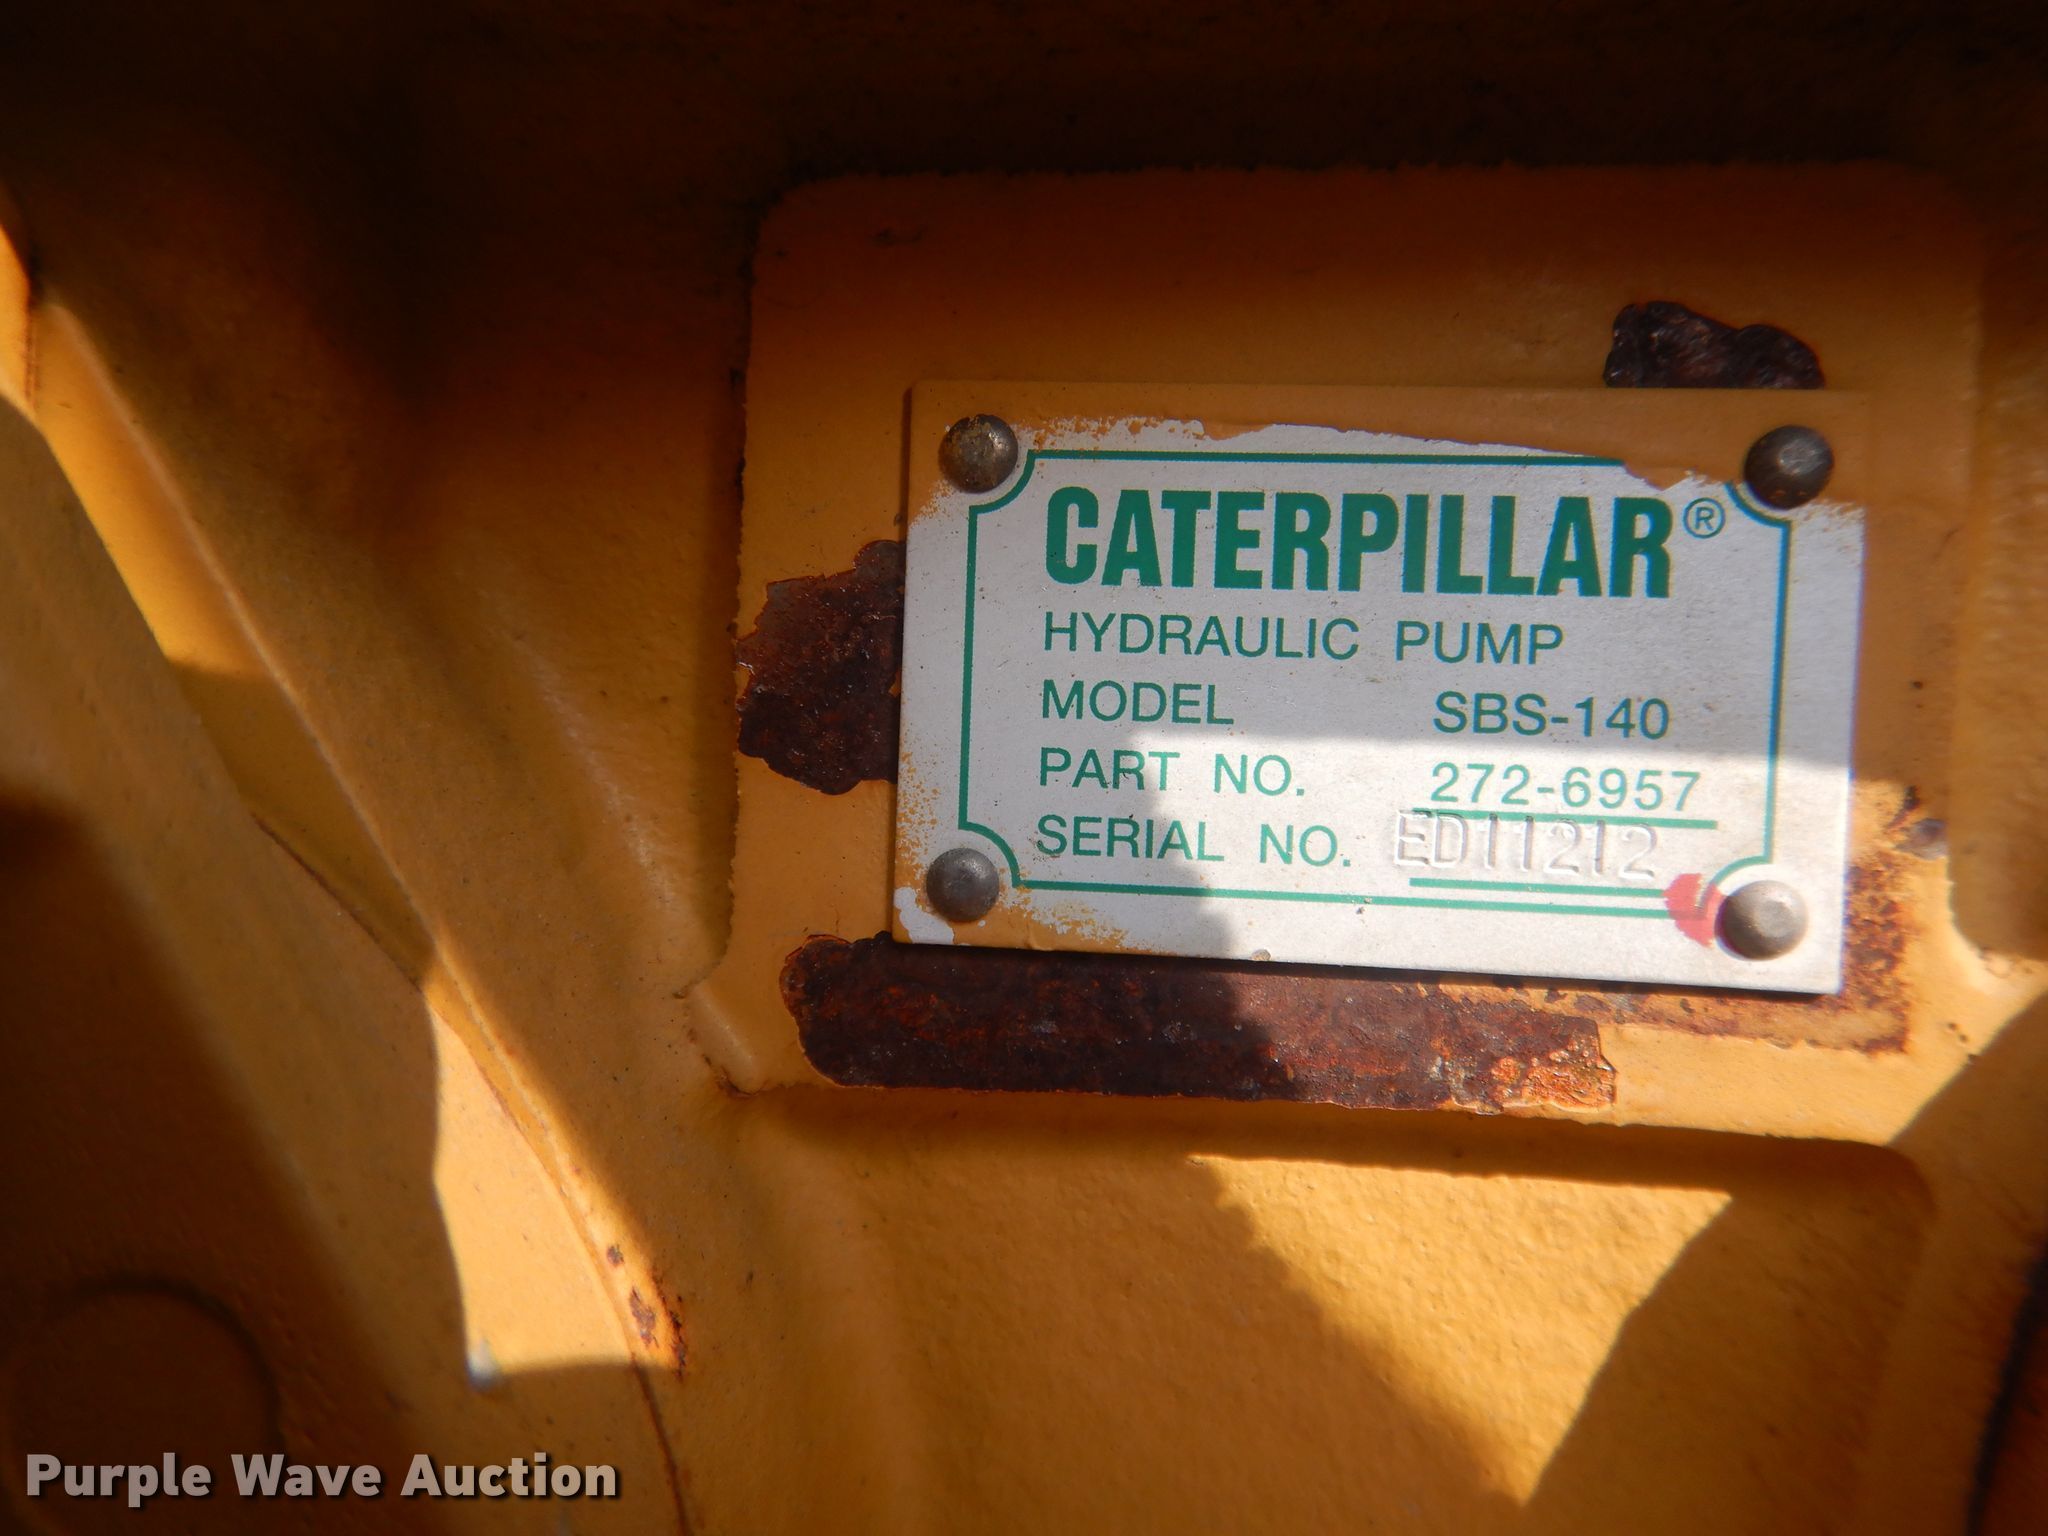 CATERPILLAR®
HYDRAULIC PUMP
MODEL SBS-140
PART NO. 272-6957
SERIAL NO. ED11212
Purple Wave Auction